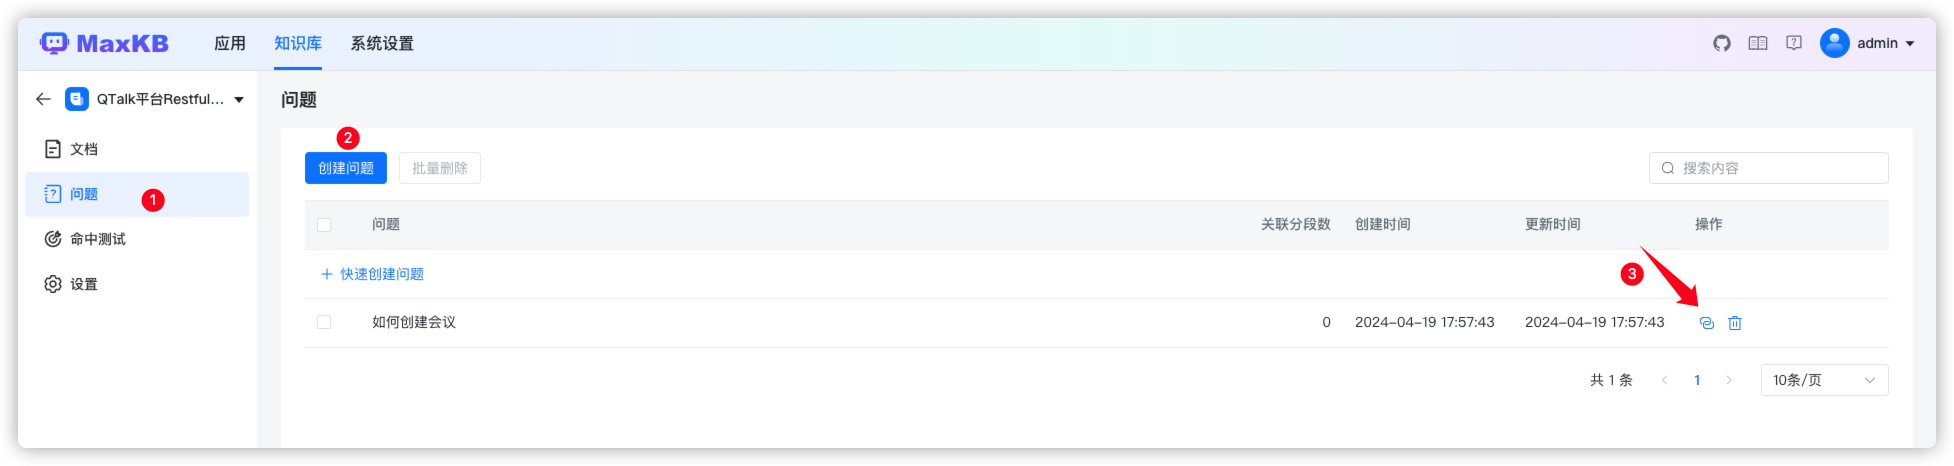 MaxKB 应用 知识库 系统设置 admin
QTalk平台Restful...
文档
问题 1
命中测试
设置
问题
2
创建问题 批量删除 搜索内容
问题 关联分段数 创建时间 更新时间 操作
快速创建问题 3
如何创建会议 0 2024-04-19 17:57:43 2024-04-19 17:57:43
共 1 条 1 10条/页